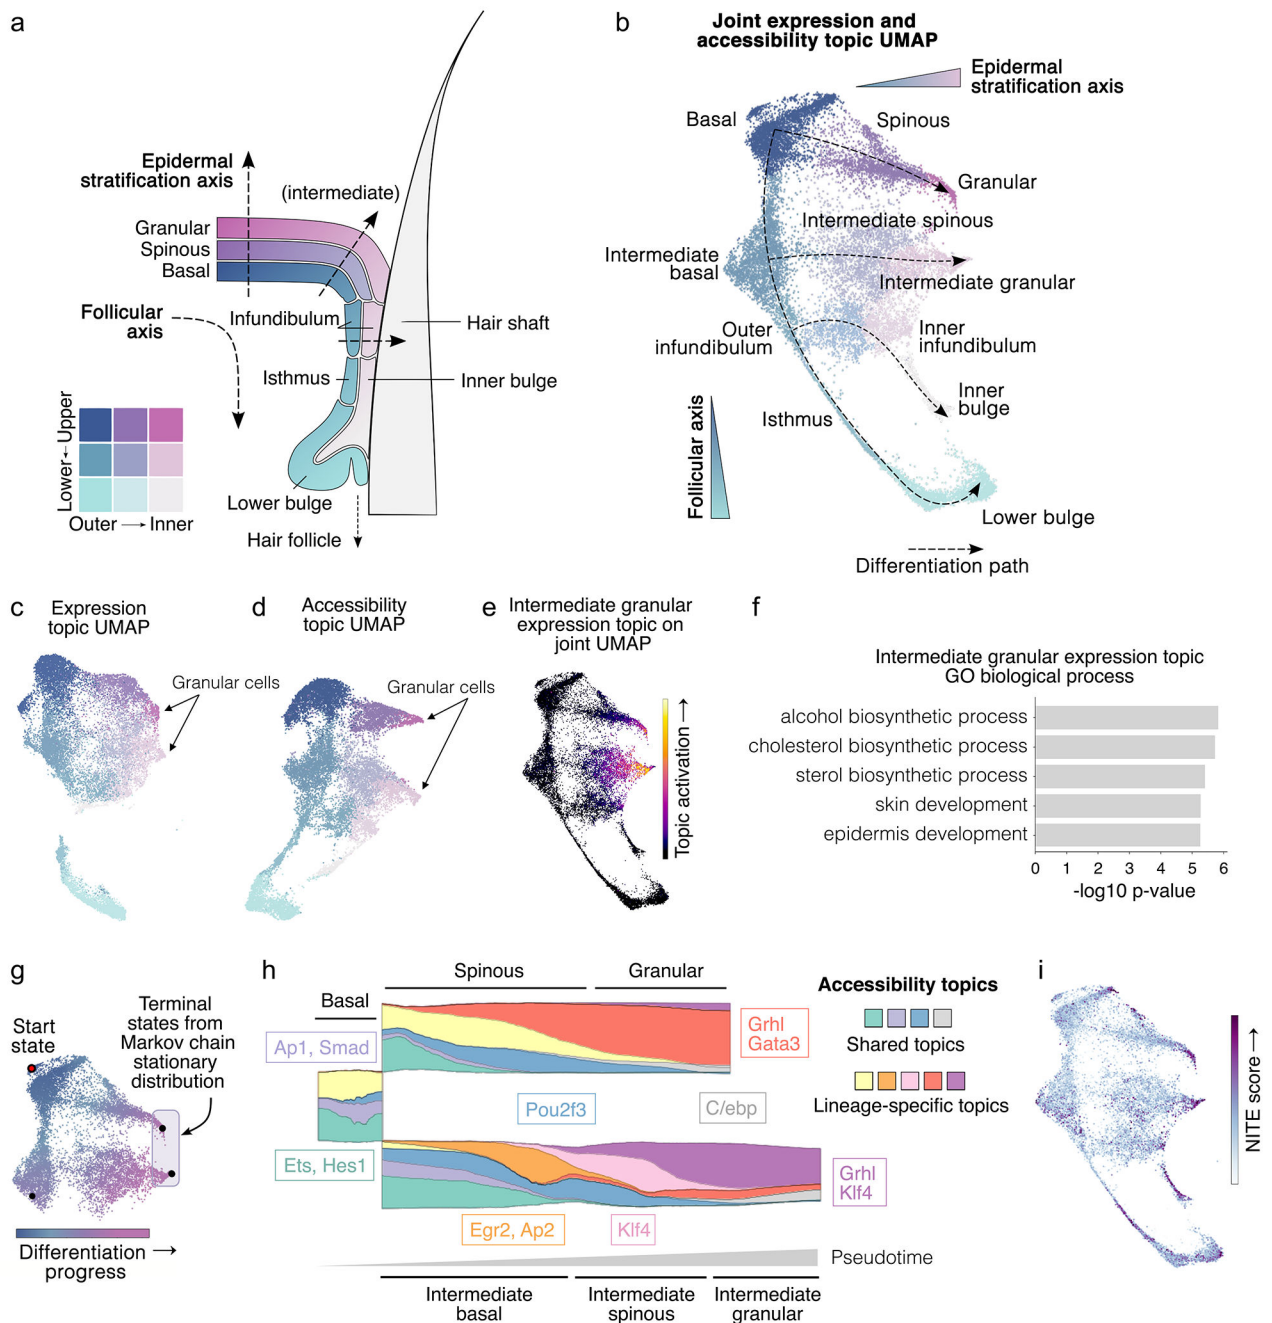 a
Epidermal
stratification axis
(intermediate)
Granular
Spinous
Basal
Follicular
axis
Infundibulum
Hair shaft
Isthmus
Inner bulge
Upper
Lower
Outer
Inner
Lower bulge
Hair follicle
b
Joint expression and
accessibility topic UMAP
Epidermal
stratification axis
Basal
Spinous
Granular
Intermediate spinous
Intermediate
basal
Intermediate granular
Outer
infundibulum
Inner
infundibulum
Inner
bulge
Isthmus
Follicular axis
Lower bulge
Differentiation path
c
Expression
topic UMAP
Granular cells
d
Accessibility
topic UMAP
Granular cells
e
Intermediate granular
expression topic on
joint UMAP
Topic activation →
f
Intermediate granular expression topic
GO biological process
alcohol biosynthetic process
cholesterol biosynthetic process
sterol biosynthetic process
skin development
epidermis development
0 1 2 3 4 5 6
-log10 p-value
g
Start
state
Terminal
states from
Markov chain
stationary
distribution
Differentiation →
progress
h
Spinous
Granular
Basal
Ap1, Smad
Grhl
Gata3
Pou2f3
C/ebp
Ets, Hes1
Grhl
Klf4
Egr2, Ap2
Klf4
Pseudotime
Intermediate
basal
Intermediate
spinous
Intermediate
granular
Accessibility topics
Shared topics
Lineage-specific topics
i
NITE score →